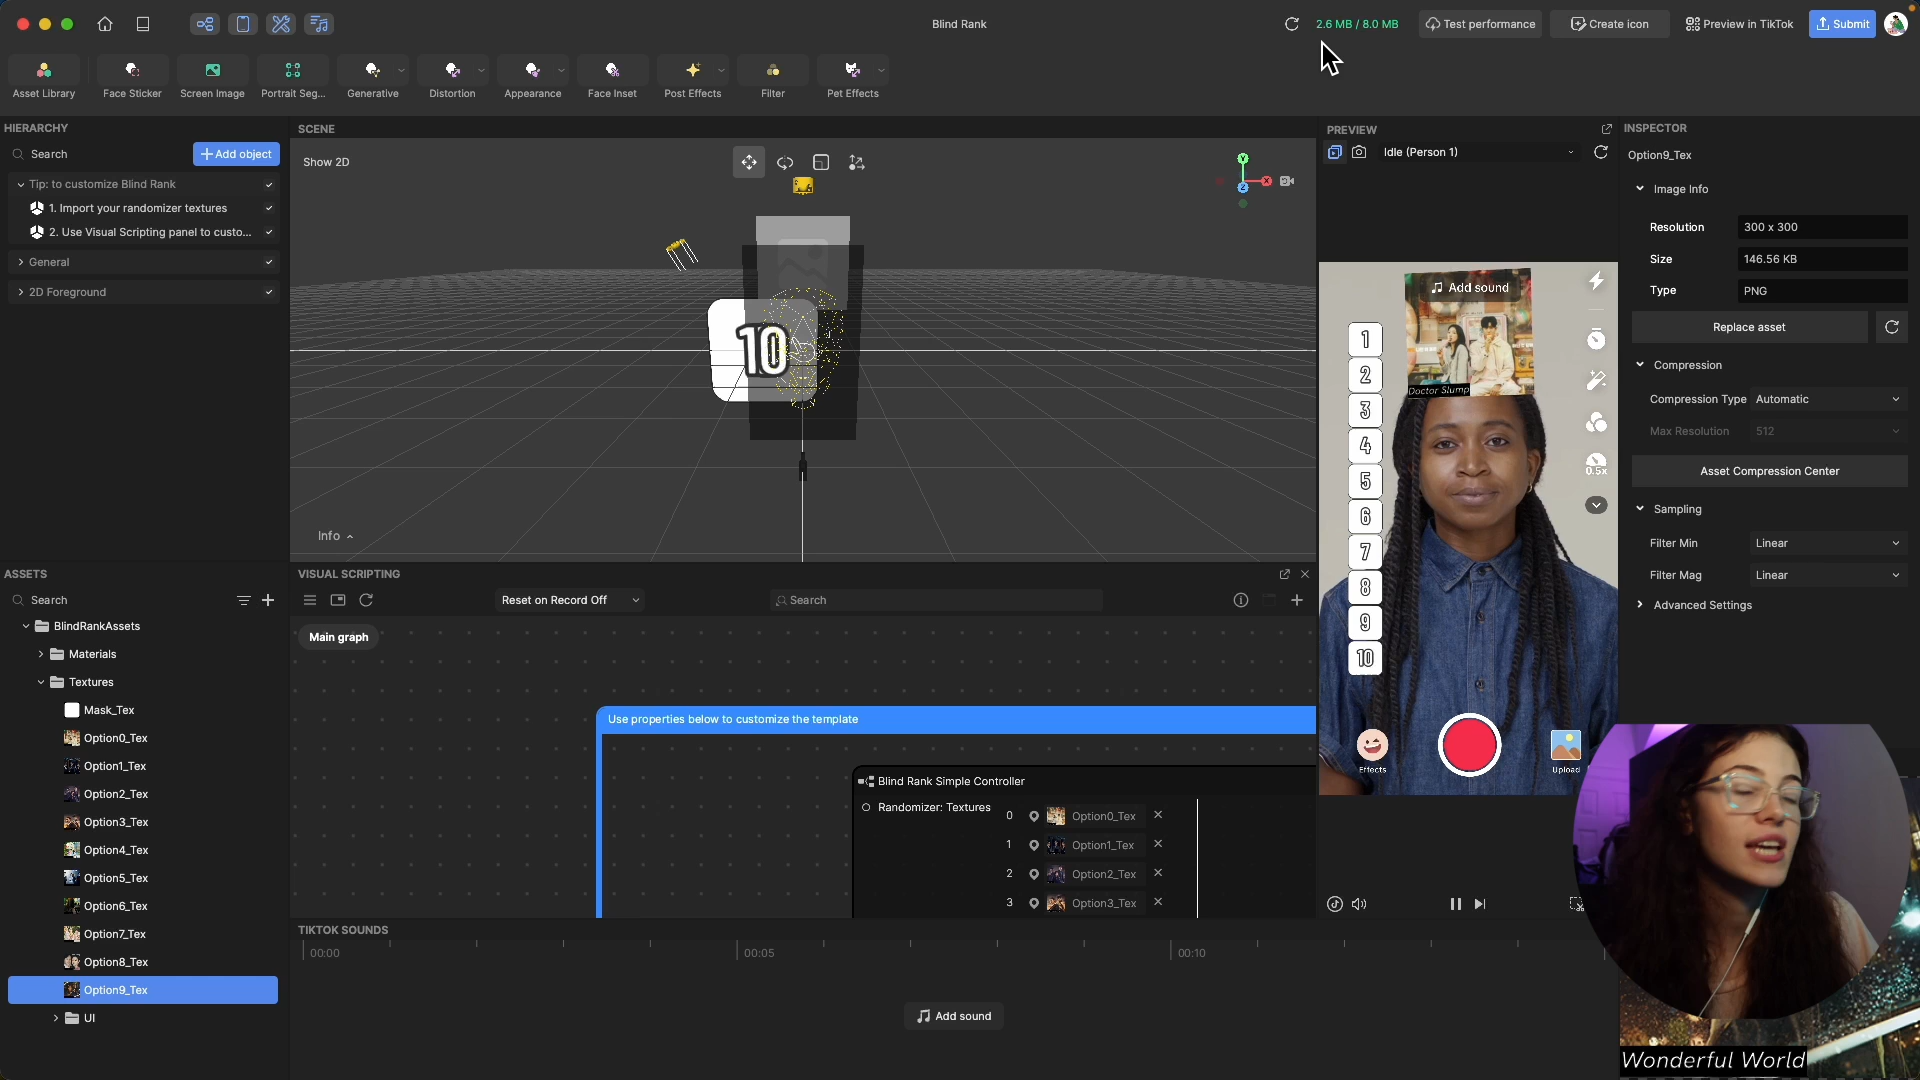 Blind Rank
2.6 MB / 8.0 MB
Test performance
Create icon
Preview in TikTok
Submit
Asset Library
Face Sticker
Screen Image
Portrait Seg...
Generative
Distortion
Appearance
Face Inset
Post Effects
Filter
Pet Effects
HIERARCHY
Search
Add object
Tip: to customize Blind Rank
1. Import your randomizer textures
2. Use Visual Scripting panel to custo...
General
2D Foreground
SCENE
Show 2D
Y
X
Z
10
Info
PREVIEW
Idle (Person 1)
Add sound
Doctor Slump
1
2
3
4
5
6
7
8
9
10
0.5x
Effects
Upload
INSPECTOR
Option9_Tex
Image Info
Resolution 300 x 300
Size 146.56 KB
Type PNG
Replace asset
Compression
Compression Type Automatic
Max Resolution 512
Asset Compression Center
Sampling
Filter Min Linear
Filter Mag Linear
Advanced Settings
ASSETS
Search
BlindRankAssets
Materials
Textures
Mask_Tex
Option0_Tex
Option1_Tex
Option2_Tex
Option3_Tex
Option4_Tex
Option5_Tex
Option6_Tex
Option7_Tex
Option8_Tex
Option9_Tex
UI
VISUAL SCRIPTING
Reset on Record Off
Search
Main graph
Use properties below to customize the template
Blind Rank Simple Controller
Randomizer: Textures
0 Option0_Tex
1 Option1_Tex
2 Option2_Tex
3 Option3_Tex
TIKTOK SOUNDS
00:00
00:05
00:10
Add sound
Wonderful World